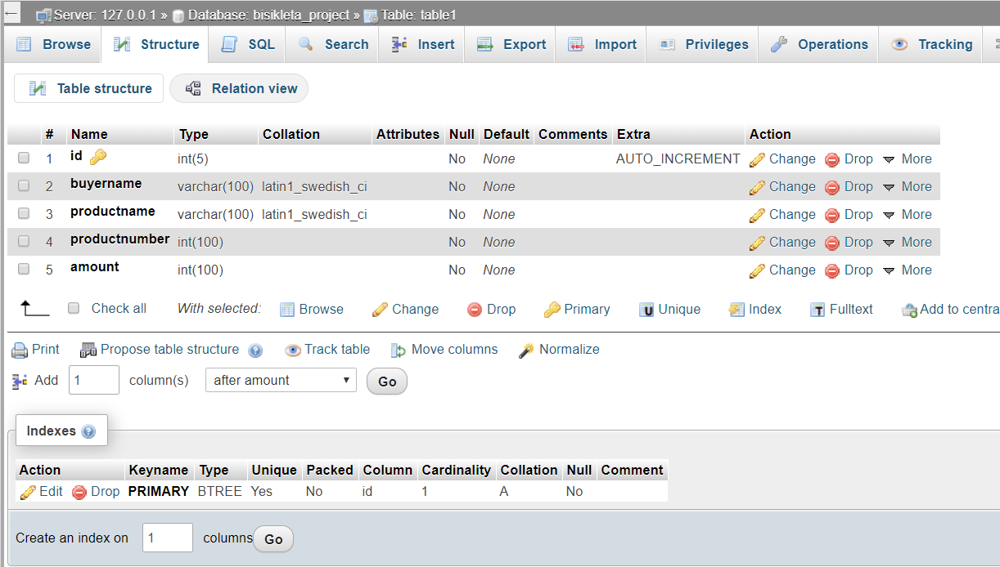 Server: 127.0.0.1 » Database: bisikleta_project » Table: table1
Browse Structure SQL Search Insert Export Import Privileges Operations Tracking
Table structure Relation view
# Name Type Collation Attributes Null Default Comments Extra Action
1 id int(5) No None AUTO_INCREMENT Change Drop More
2 buyername varchar(100) latin1_swedish_ci No None Change Drop More
3 productname varchar(100) latin1_swedish_ci No None Change Drop More
4 productnumber int(100) No None Change Drop More
5 amount int(100) No None Change Drop More
Check all With selected: Browse Change Drop Primary Unique Index Fulltext Add to centra
Print Propose table structure Track table Move columns Normalize
Add 1 column(s) after amount Go
Indexes
Action Keyname Type Unique Packed Column Cardinality Collation Null Comment
Edit Drop PRIMARY BTREE Yes No id 1 A No
Create an index on 1 columns Go